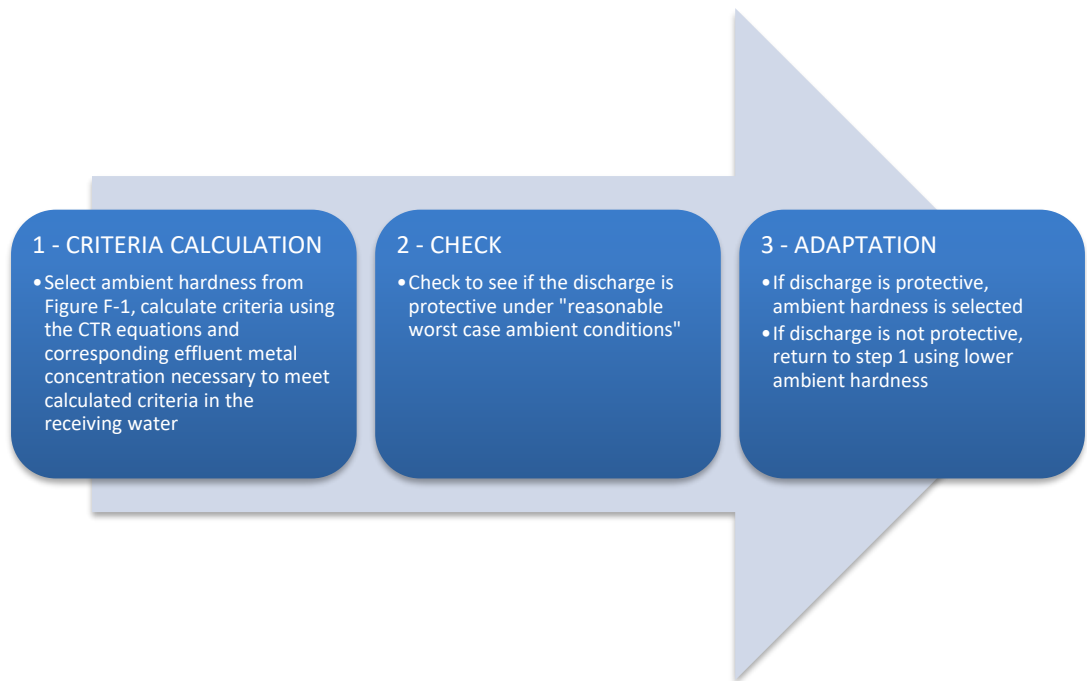 1 - CRITERIA CALCULATION
•Select ambient hardness from
Figure F-1, calculate criteria using
the CTR equations and
corresponding effluent metal
concentration necessary to meet
calculated criteria in the
receiving water
2 - CHECK
•Check to see if the discharge is
protective under "reasonable
worst case ambient conditions"
3 - ADAPTATION
•If discharge is protective,
ambient hardness is selected
•If discharge is not protective,
return to step 1 using lower
ambient hardness